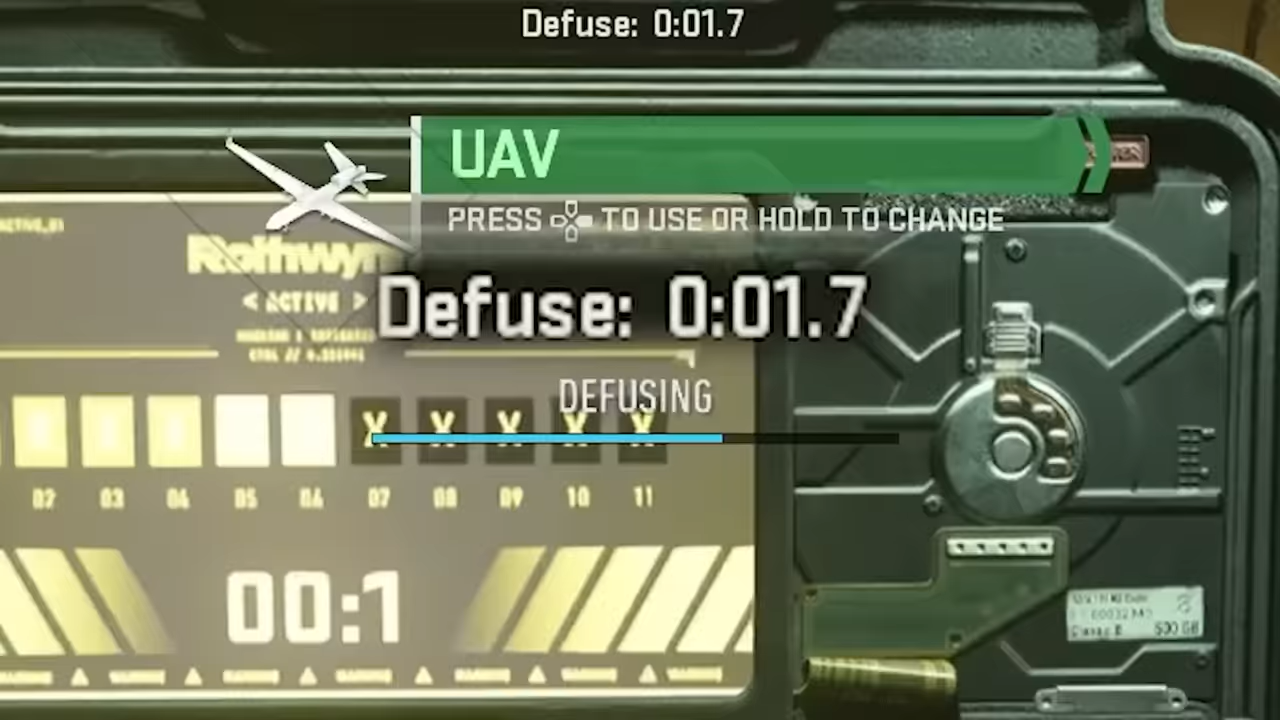 Defuse: 0:01.7
UAV
PRESS TO USE OR HOLD TO CHANGE
Rolfwyn
< ACTIVE >
Defuse: 0:01.7
DEFUSING
X X X X X
02 03 04 05 06 07 08 09 10 11
00:1